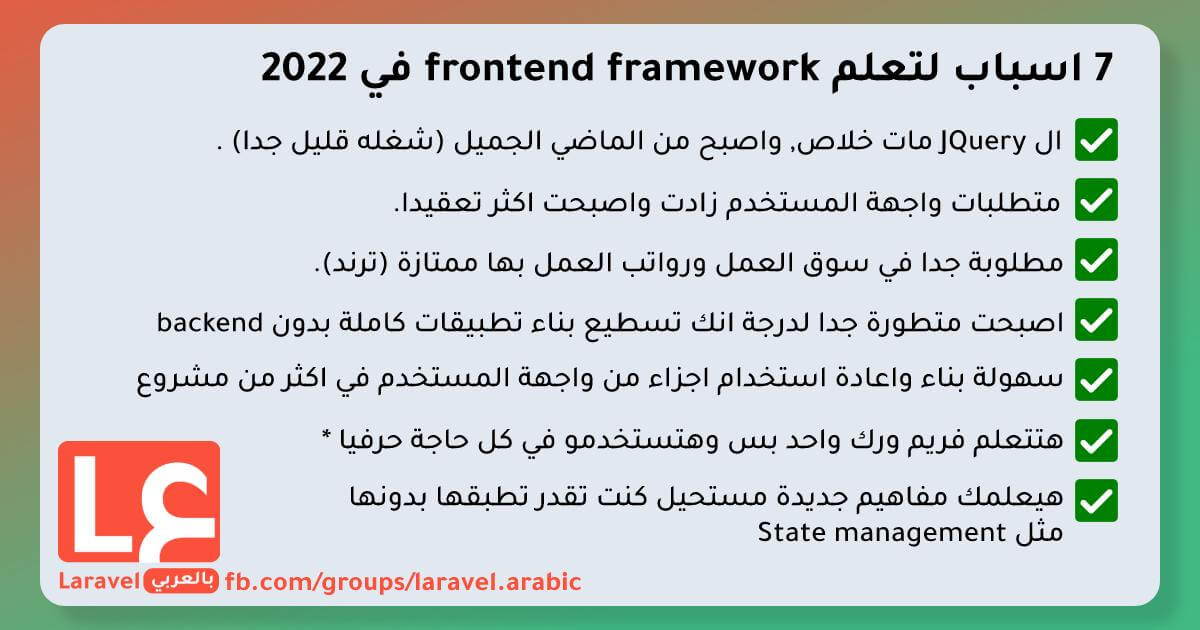 7 اسباب لتعلم frontend framework في 2022
ال JQuery مات خلاص, واصبح من الماضي الجميل (شغله قليل جدا) .
متطلبات واجهة المستخدم زادت واصبحت اكثر تعقيدا.
مطلوبة جدا في سوق العمل ورواتب العمل بها ممتازة (ترند).
اصبحت متطورة جدا لدرجة انك تسطيع بناء تطبيقات كاملة بدون backend
سهولة بناء واعادة استخدام اجزاء من واجهة المستخدم في اكثر من مشروع
هتتعلم فريم ورك واحد بس وهتستخدمو في كل حاجة حرفيا *
هيعلمك مفاهيم جديدة مستحيل كنت تقدر تطبقها بدونها
مثل State management
L ع
Laravel بالعربي fb.com/groups/laravel.arabic